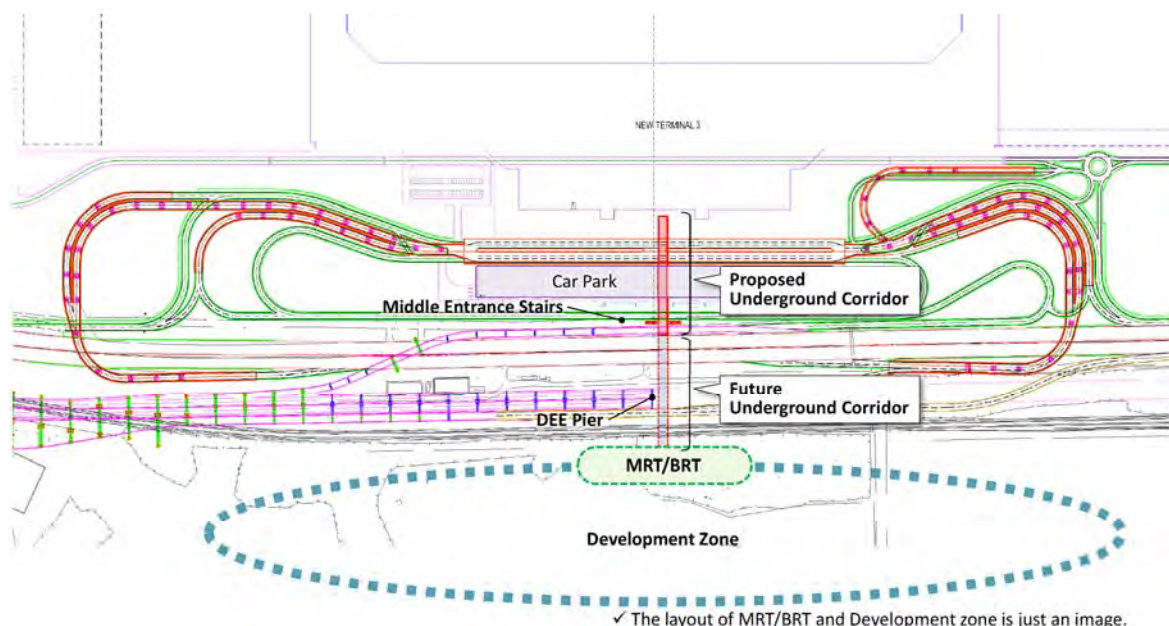 NEW TERMINAL 3
Car Park
Proposed
Underground Corridor
Middle Entrance Stairs
Future
Underground Corridor
DEE Pier
MRT/BRT
Development Zone
✓ The layout of MRT/BRT and Development zone is just an image.